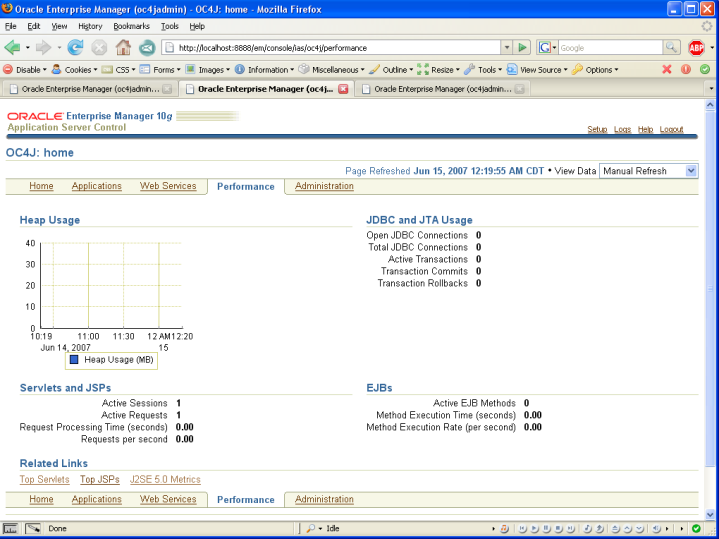 Oracle Enterprise Manager (oc4jadmin) - OC4J: home - Mozilla Firefox
File Edit View History Bookmarks Tools Help
http://localhost:8888/em/console/ias/oc4j/performance
G Google
ABP
Disable Cookies CSS Forms Images Information Miscellaneous Outline Resize Tools View Source Options
Oracle Enterprise Manager (oc4jadmin... Oracle Enterprise Manager (oc4j... Oracle Enterprise Manager (oc4jadmin...
ORACLE Enterprise Manager 10g
Application Server Control
Setup Logs Help Logout
OC4J: home
Page Refreshed Jun 15, 2007 12:19:55 AM CDT • View Data Manual Refresh
Home Applications Web Services Performance Administration
Heap Usage
40
30
20
10
0
10:19 11:00 11:30 12 AM 12:20
Jun 14, 2007 15
Heap Usage (MB)
JDBC and JTA Usage
Open JDBC Connections 0
Total JDBC Connections 0
Active Transactions 0
Transaction Commits 0
Transaction Rollbacks 0
Servlets and JSPs
Active Sessions 1
Active Requests 1
Request Processing Time (seconds) 0.00
Requests per second 0.00
EJBs
Active EJB Methods 0
Method Execution Time (seconds) 0.00
Method Execution Rate (per second) 0.00
Related Links
Top Servlets Top JSPs J2SE 5.0 Metrics
Home Applications Web Services Performance Administration
Done
Idle